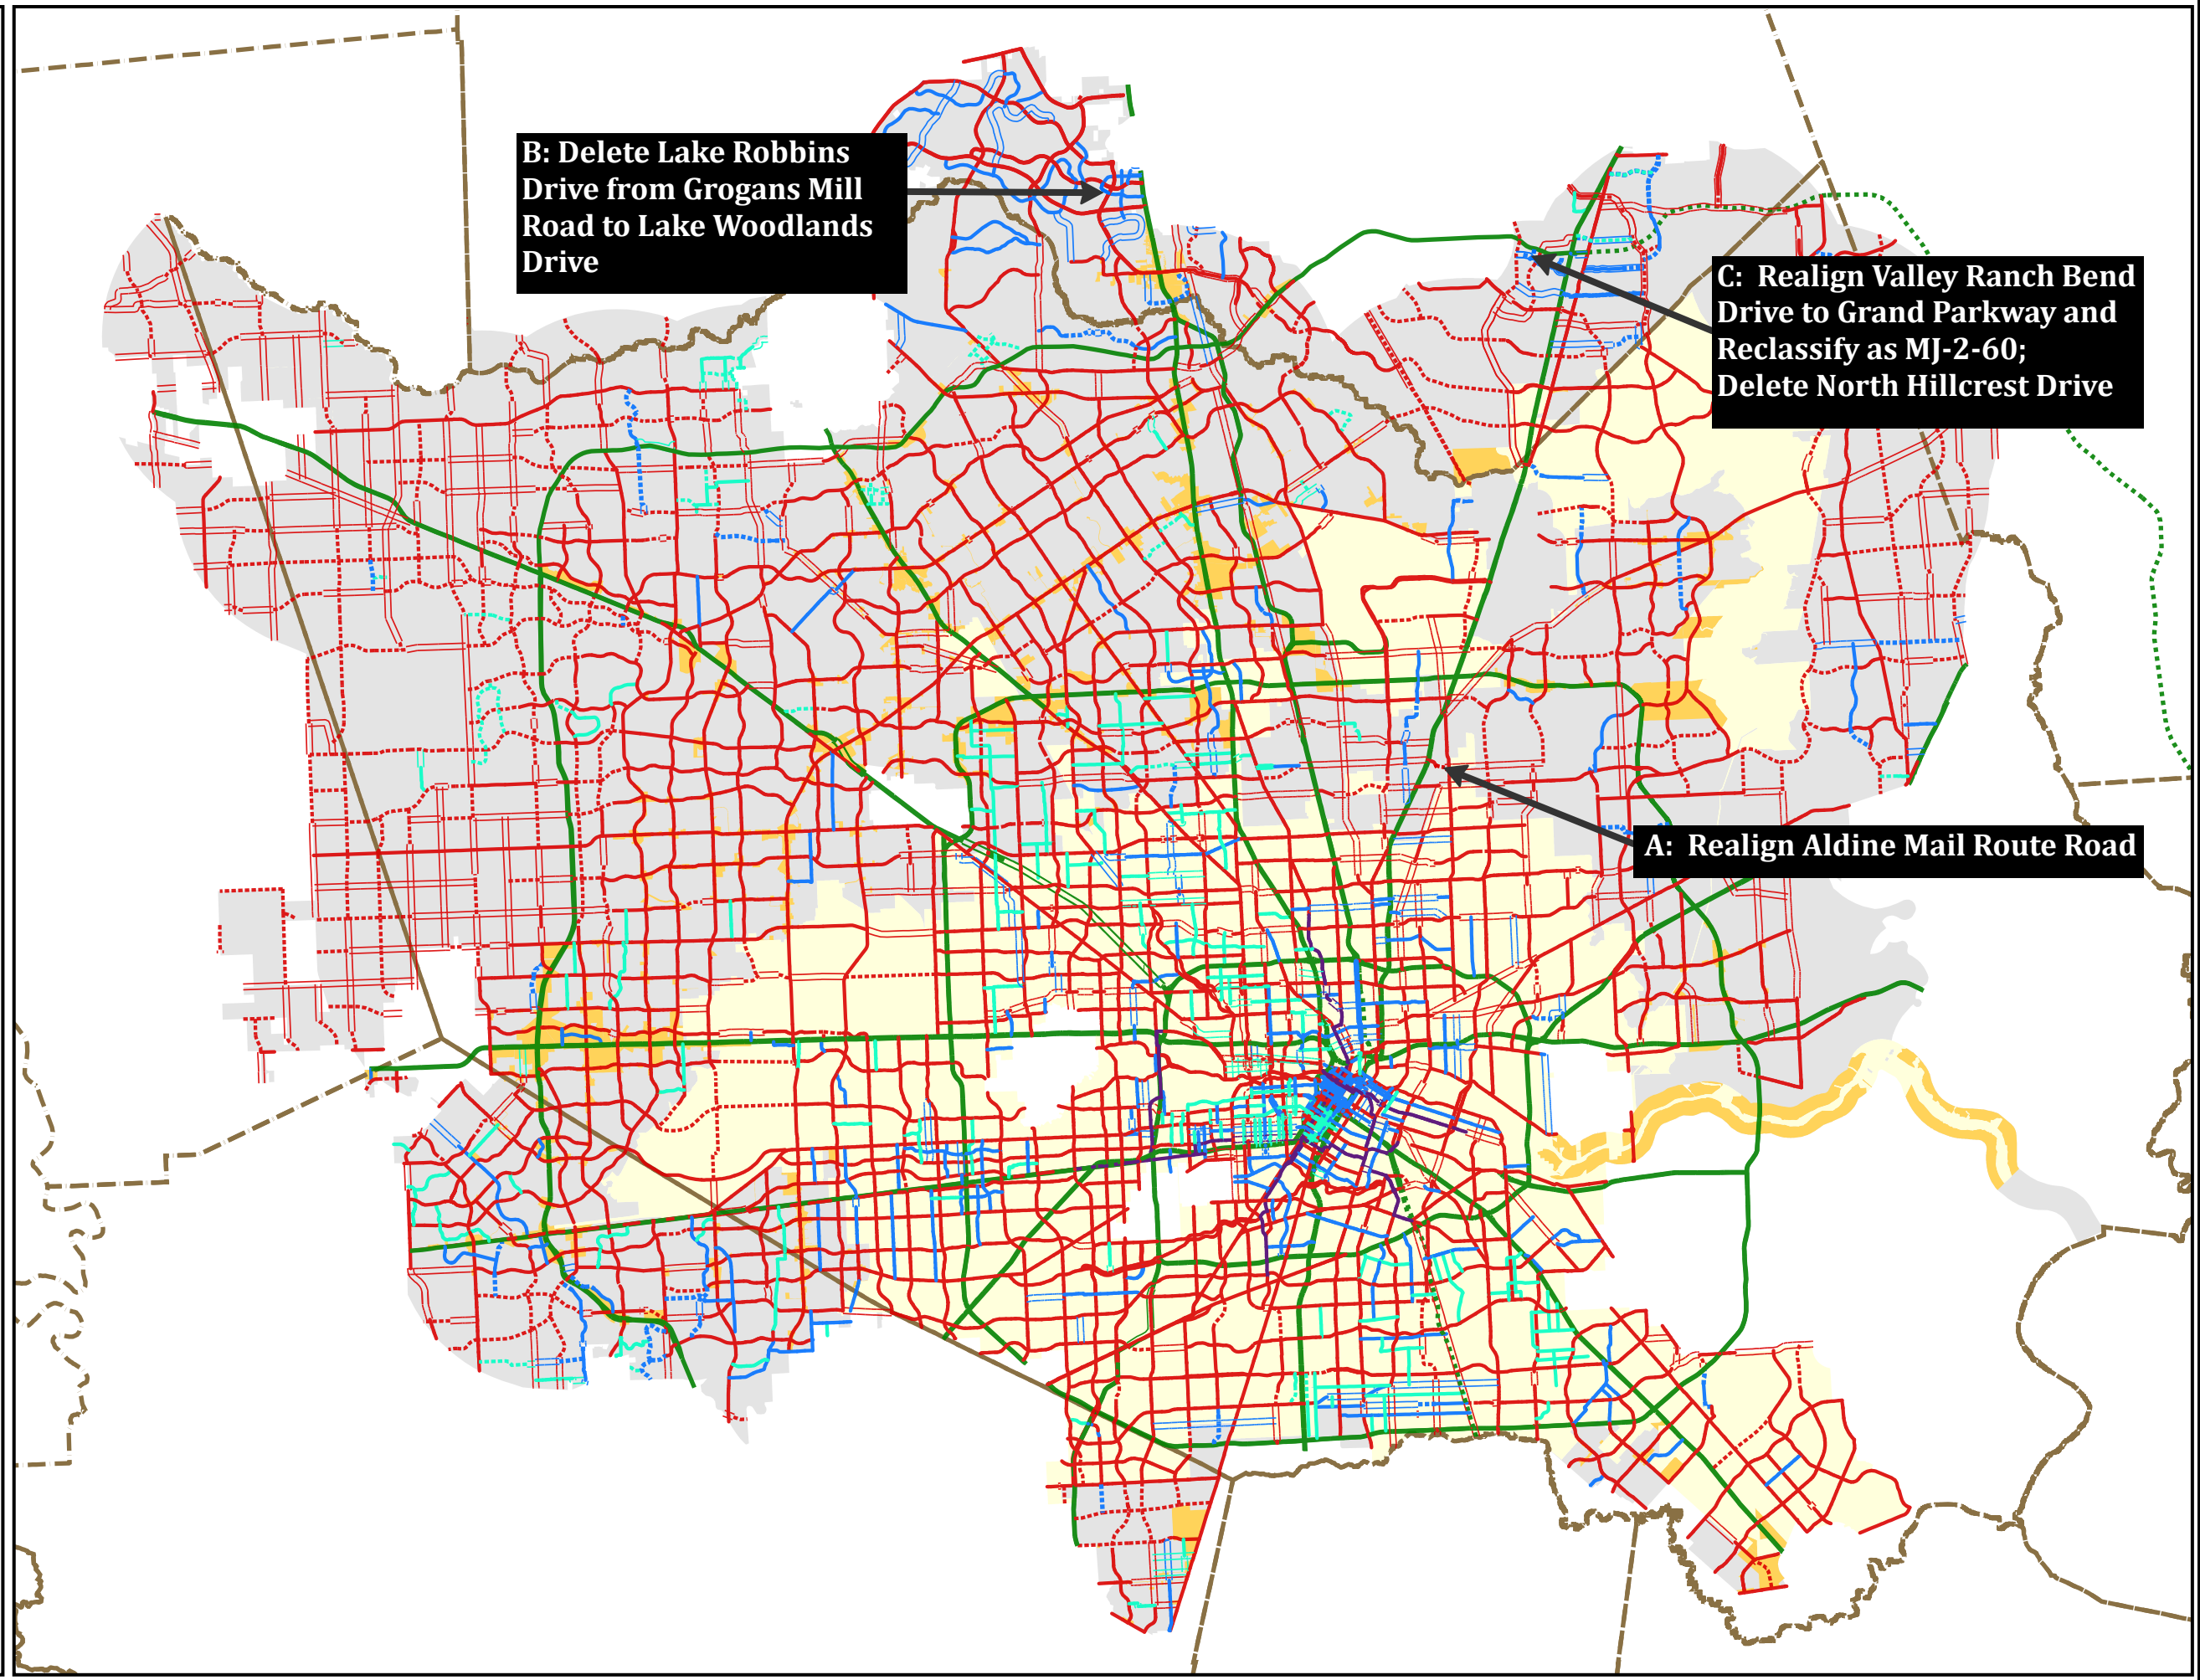 B: Delete Lake Robbins
Drive from Grogans Mill
Road to Lake Woodlands
Drive
C:  Realign Valley Ranch Bend
Drive to Grand Parkway and
Reclassify as MJ-2-60;
Delete North Hillcrest Drive
A:  Realign Aldine Mail Route Road